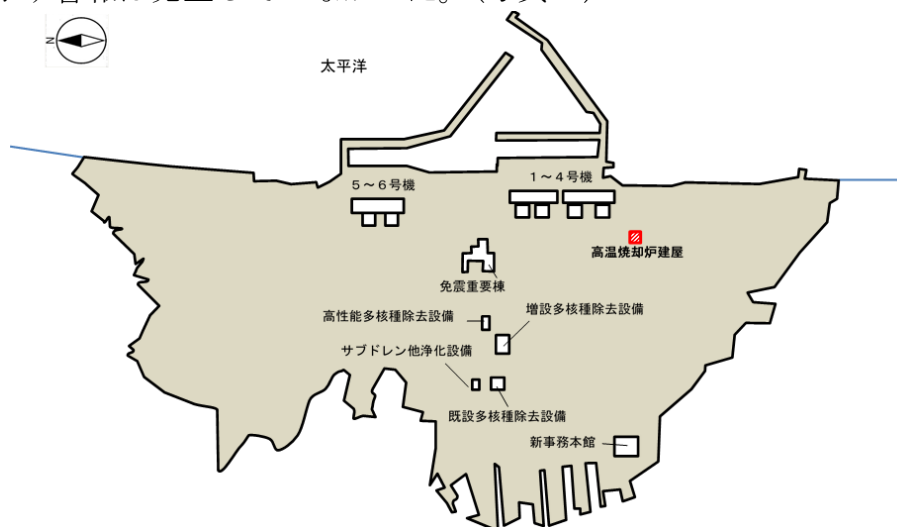 N
太平洋
5～6号機
1～4号機
高温焼却炉建屋
免震重要棟
高性能多核種除去設備
増設多核種除去設備
サブドレン他浄化設備
既設多核種除去設備
新事務本館